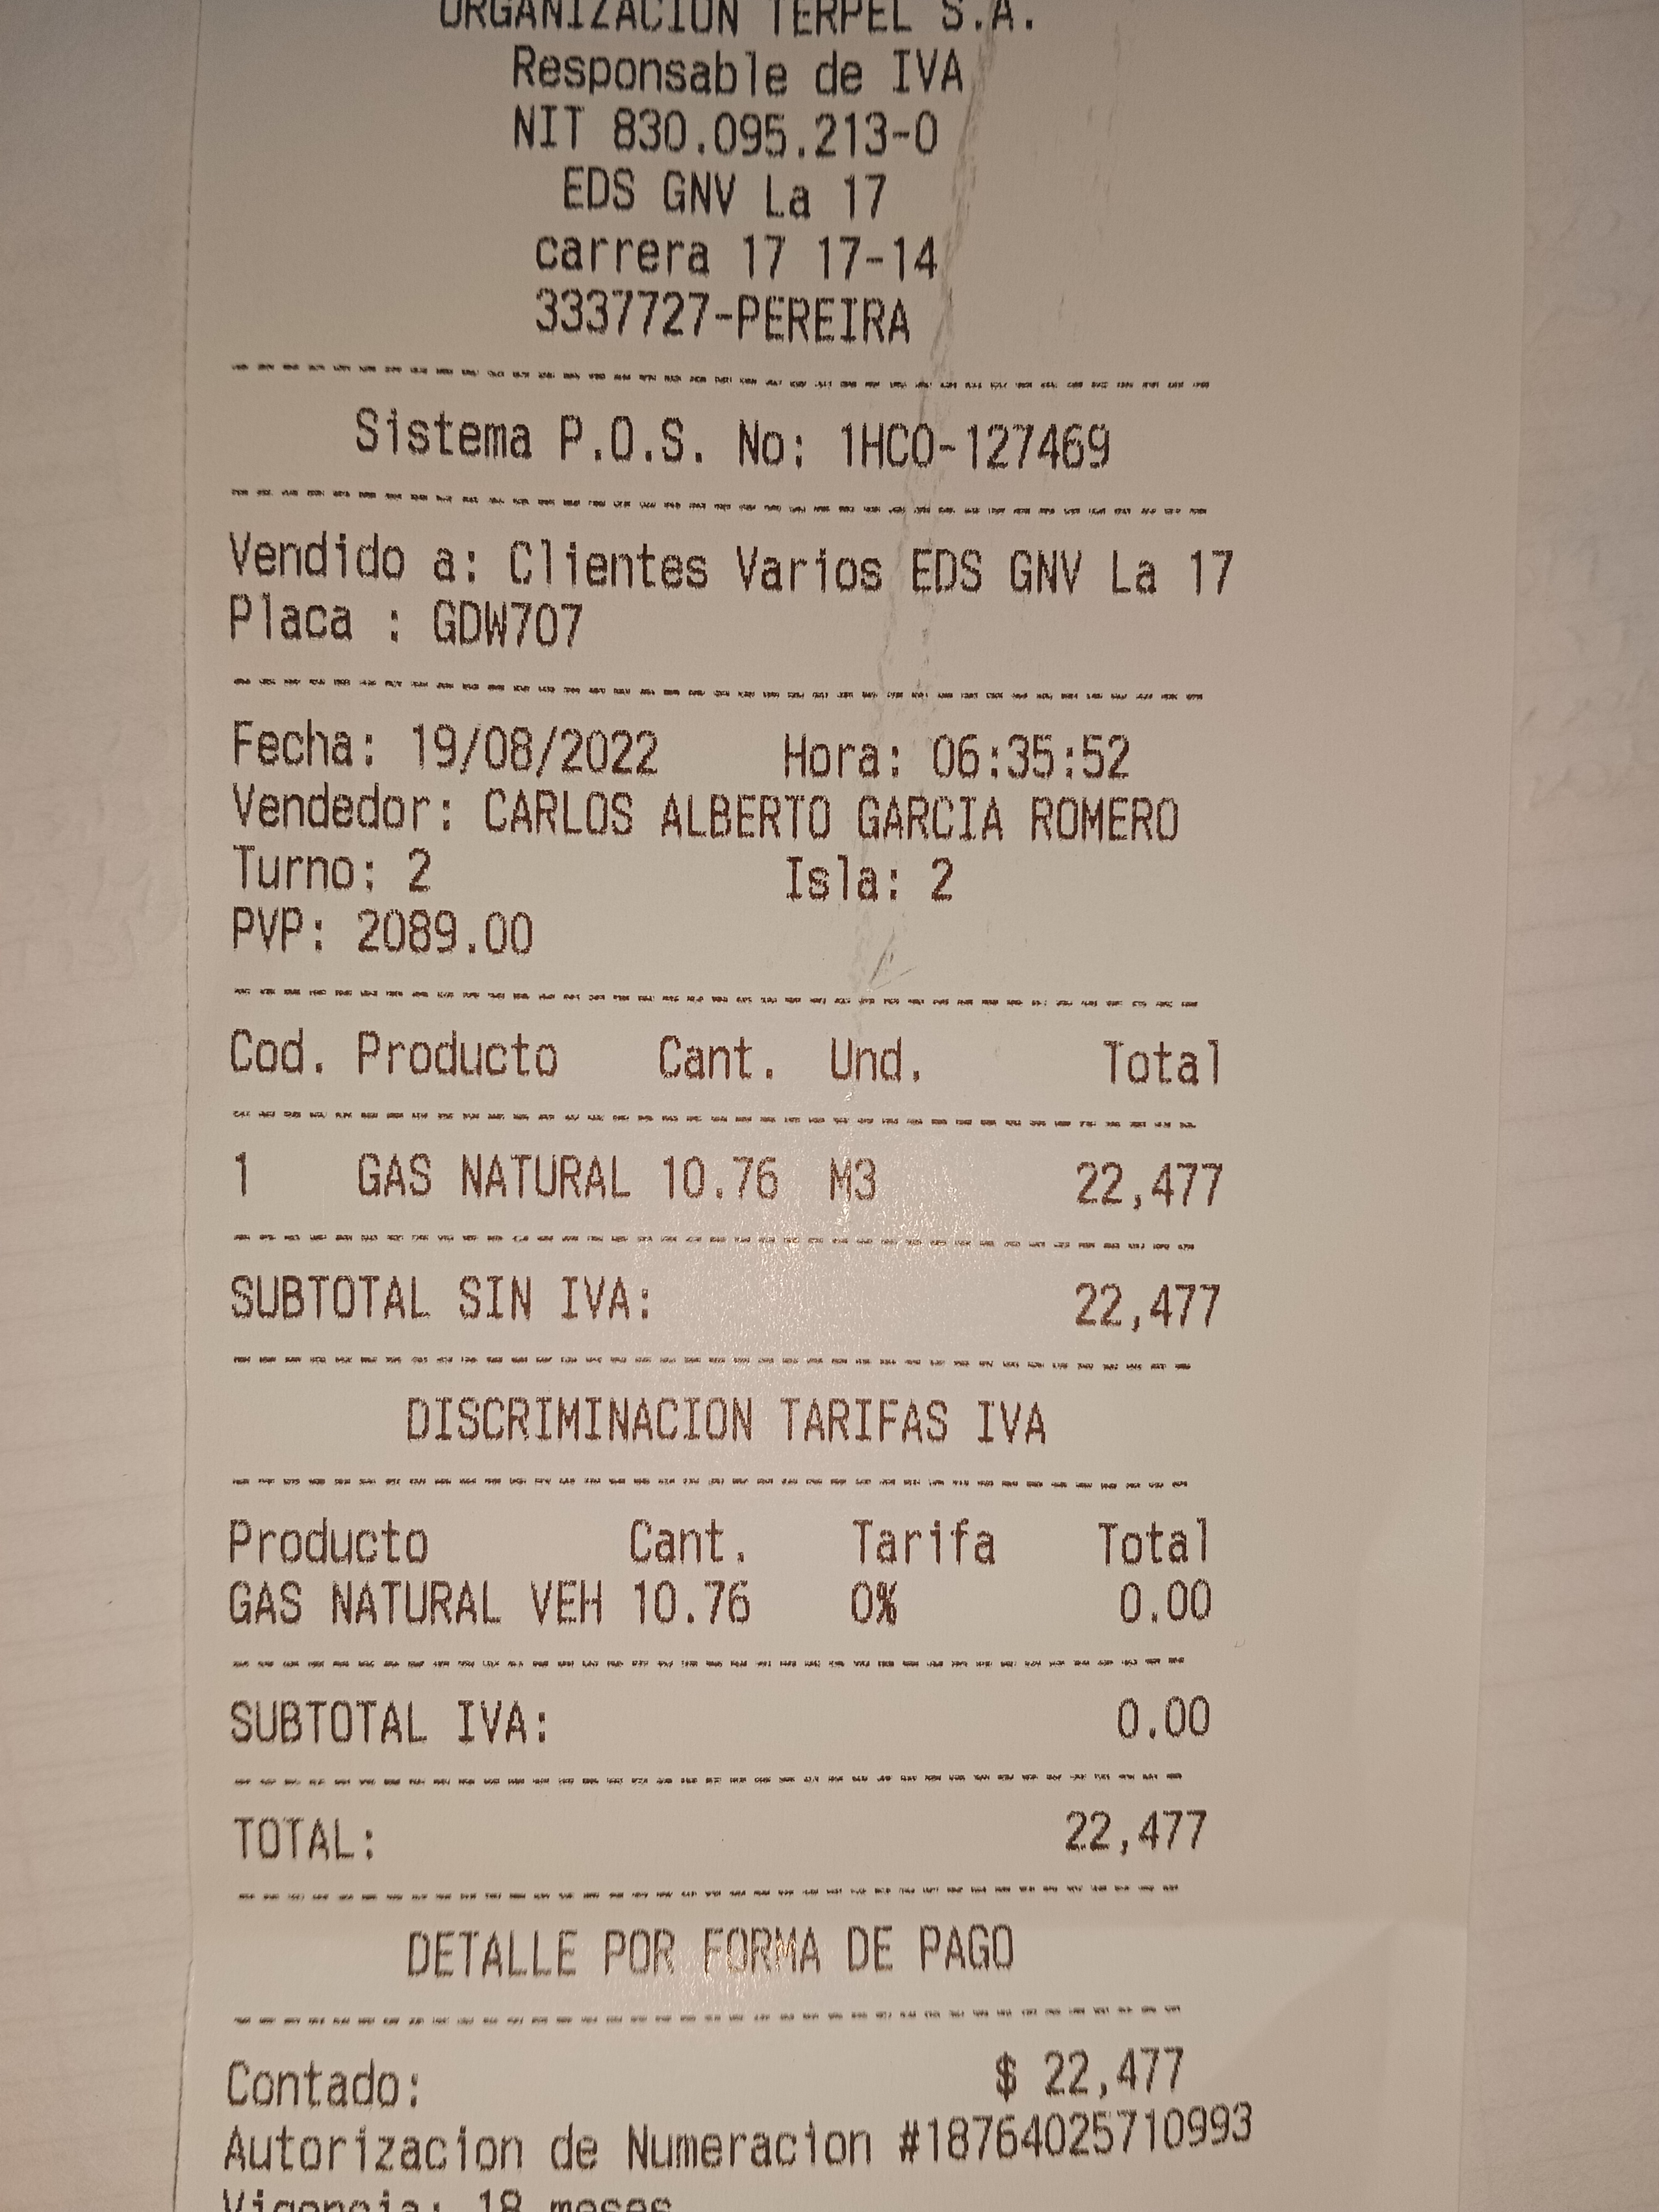 ORGANIZACION TERPEL S.A.
Responsable de IVA
NIT 830.095.213-0
EDS GNV La 17
carrera 17 17-14
3337727-PEREIRA
Sistema P.O.S. No: 1HCO-127469
Vendido a: Clientes Varios EDS GNV La 17
Placa : GDW707
Fecha: 19/08/2022 Hora: 06:35:52
Vendedor: CARLOS ALBERTO GARCIA ROMERO
Turno: 2 Isla: 2
PVP: 2089.00
Cod. Producto Cant. Und. Total
1 GAS NATURAL 10.76 M3 22,477
SUBTOTAL SIN IVA: 22,477
DISCRIMINACION TARIFAS IVA
Producto Cant. Tarifa Total
GAS NATURAL VEH 10.76 0% 0.00
SUBTOTAL IVA: 0.00
TOTAL: 22,477
DETALLE POR FORMA DE PAGO
Contado: $ 22,477
Autorizacion de Numeracion #18764025710993
Vigencia: 18 meses